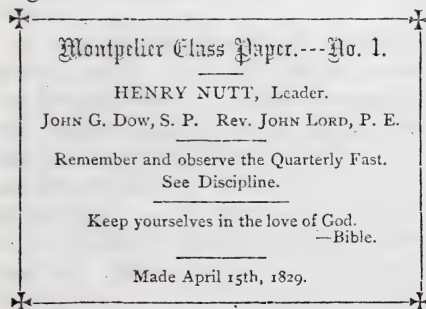 Montpelier Class Paper.---No. 1.
HENRY NUTT, Leader.
JOHN G. DOW, S. P. Rev. JOHN LORD, P. E.
Remember and observe the Quarterly Fast.
See Discipline.
Keep yourselves in the love of God.
—Bible.
Made April 15th, 1829.